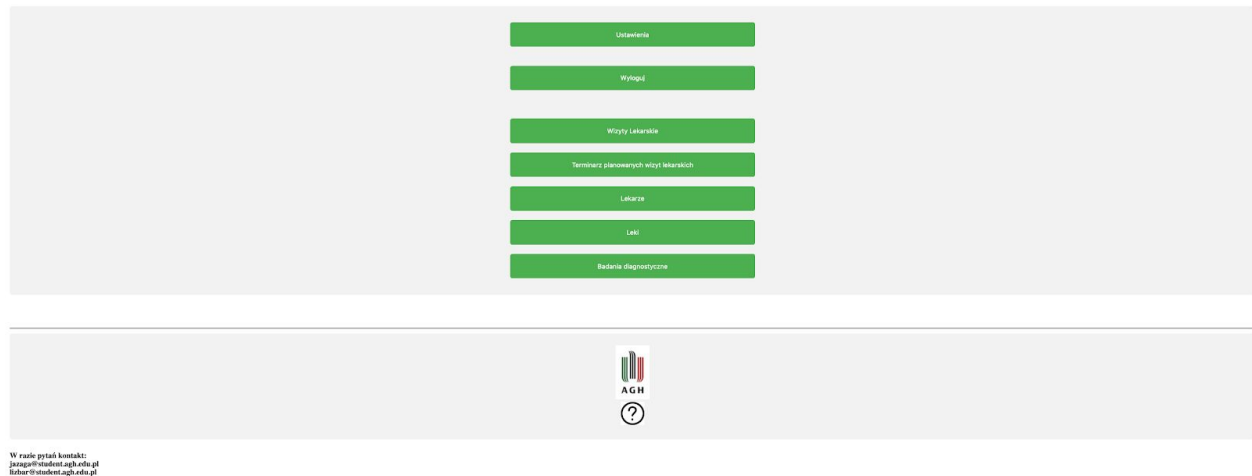 Ustawienia
Wyloguj
Wizyty Lekarskie
Terminarz planowanych wizyt lekarskich
Lekarze
Leki
Badania diagnostyczne
AGH
?
W razie pytań kontakt:
jazaga@student.agh.edu.pl
lizbar@student.agh.edu.pl